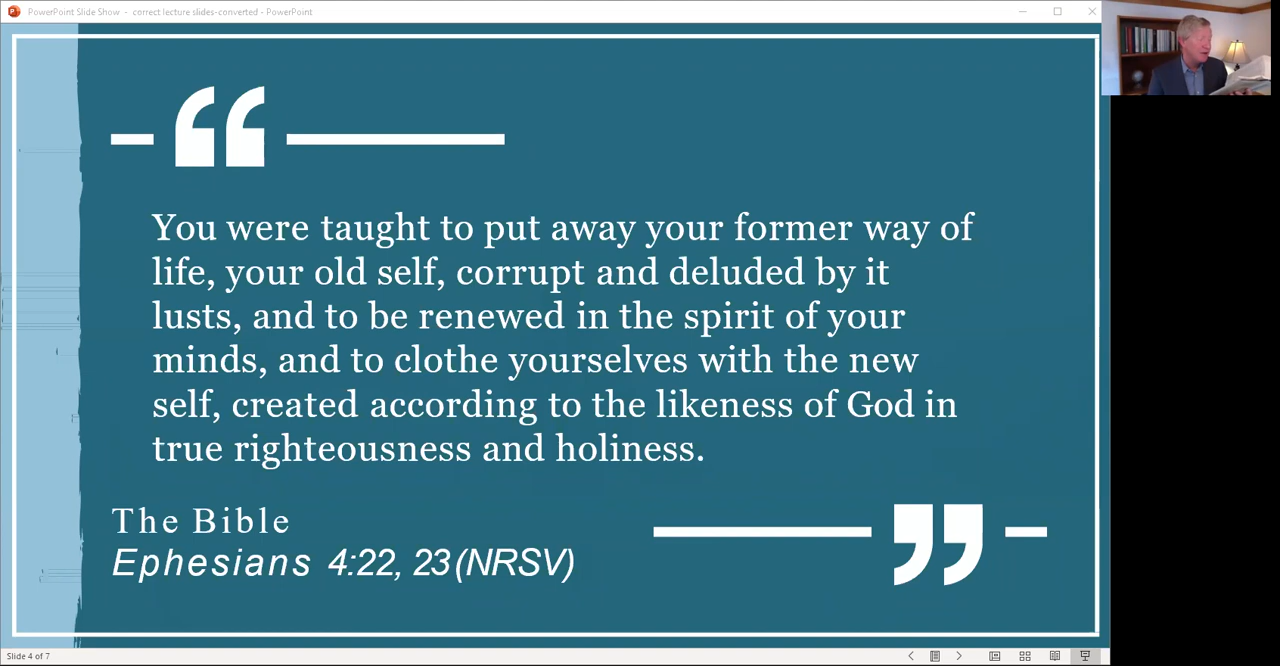 PowerPoint Slide Show - correct lecture slides-converted - PowerPoint
“
You were taught to put away your former way of
life, your old self, corrupt and deluded by it
lusts, and to be renewed in the spirit of your
minds, and to clothe yourselves with the new
self, created according to the likeness of God in
true righteousness and holiness.
The Bible
Ephesians 4:22, 23(NRSV)
”
Slide 4 of 7